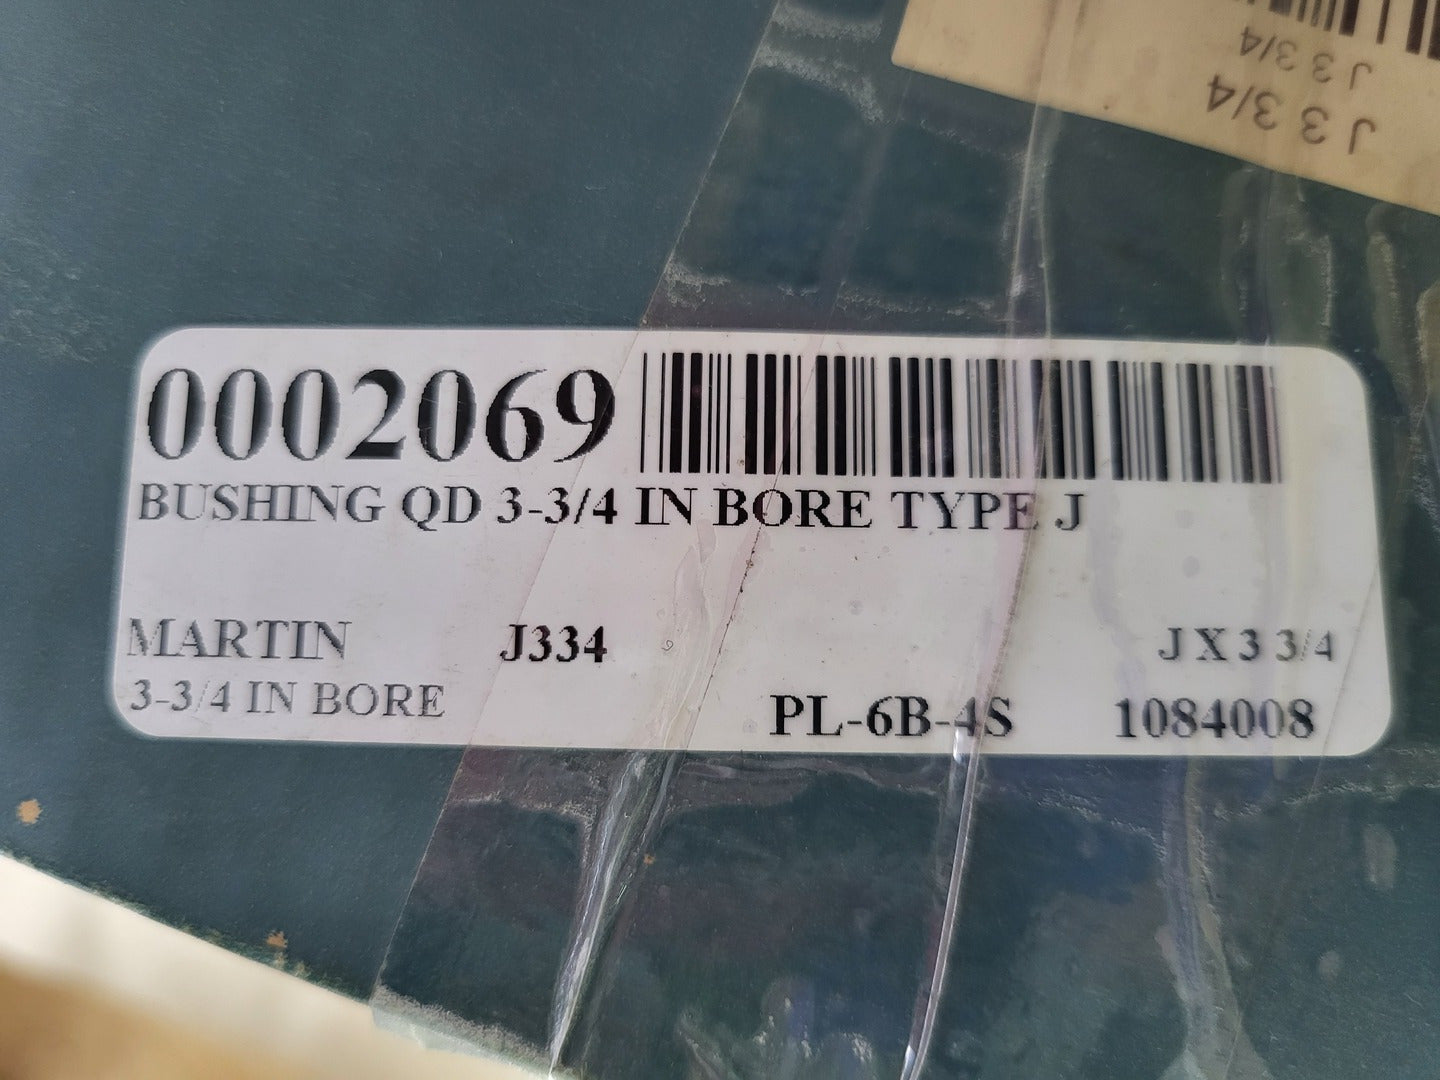 J 3 3/4
J 3 3/4
0002069
BUSHING QD 3-3/4 IN BORE TYPE J
MARTIN J334 J X 3 3/4
3-3/4 IN BORE
PL-6B-4S 1084008